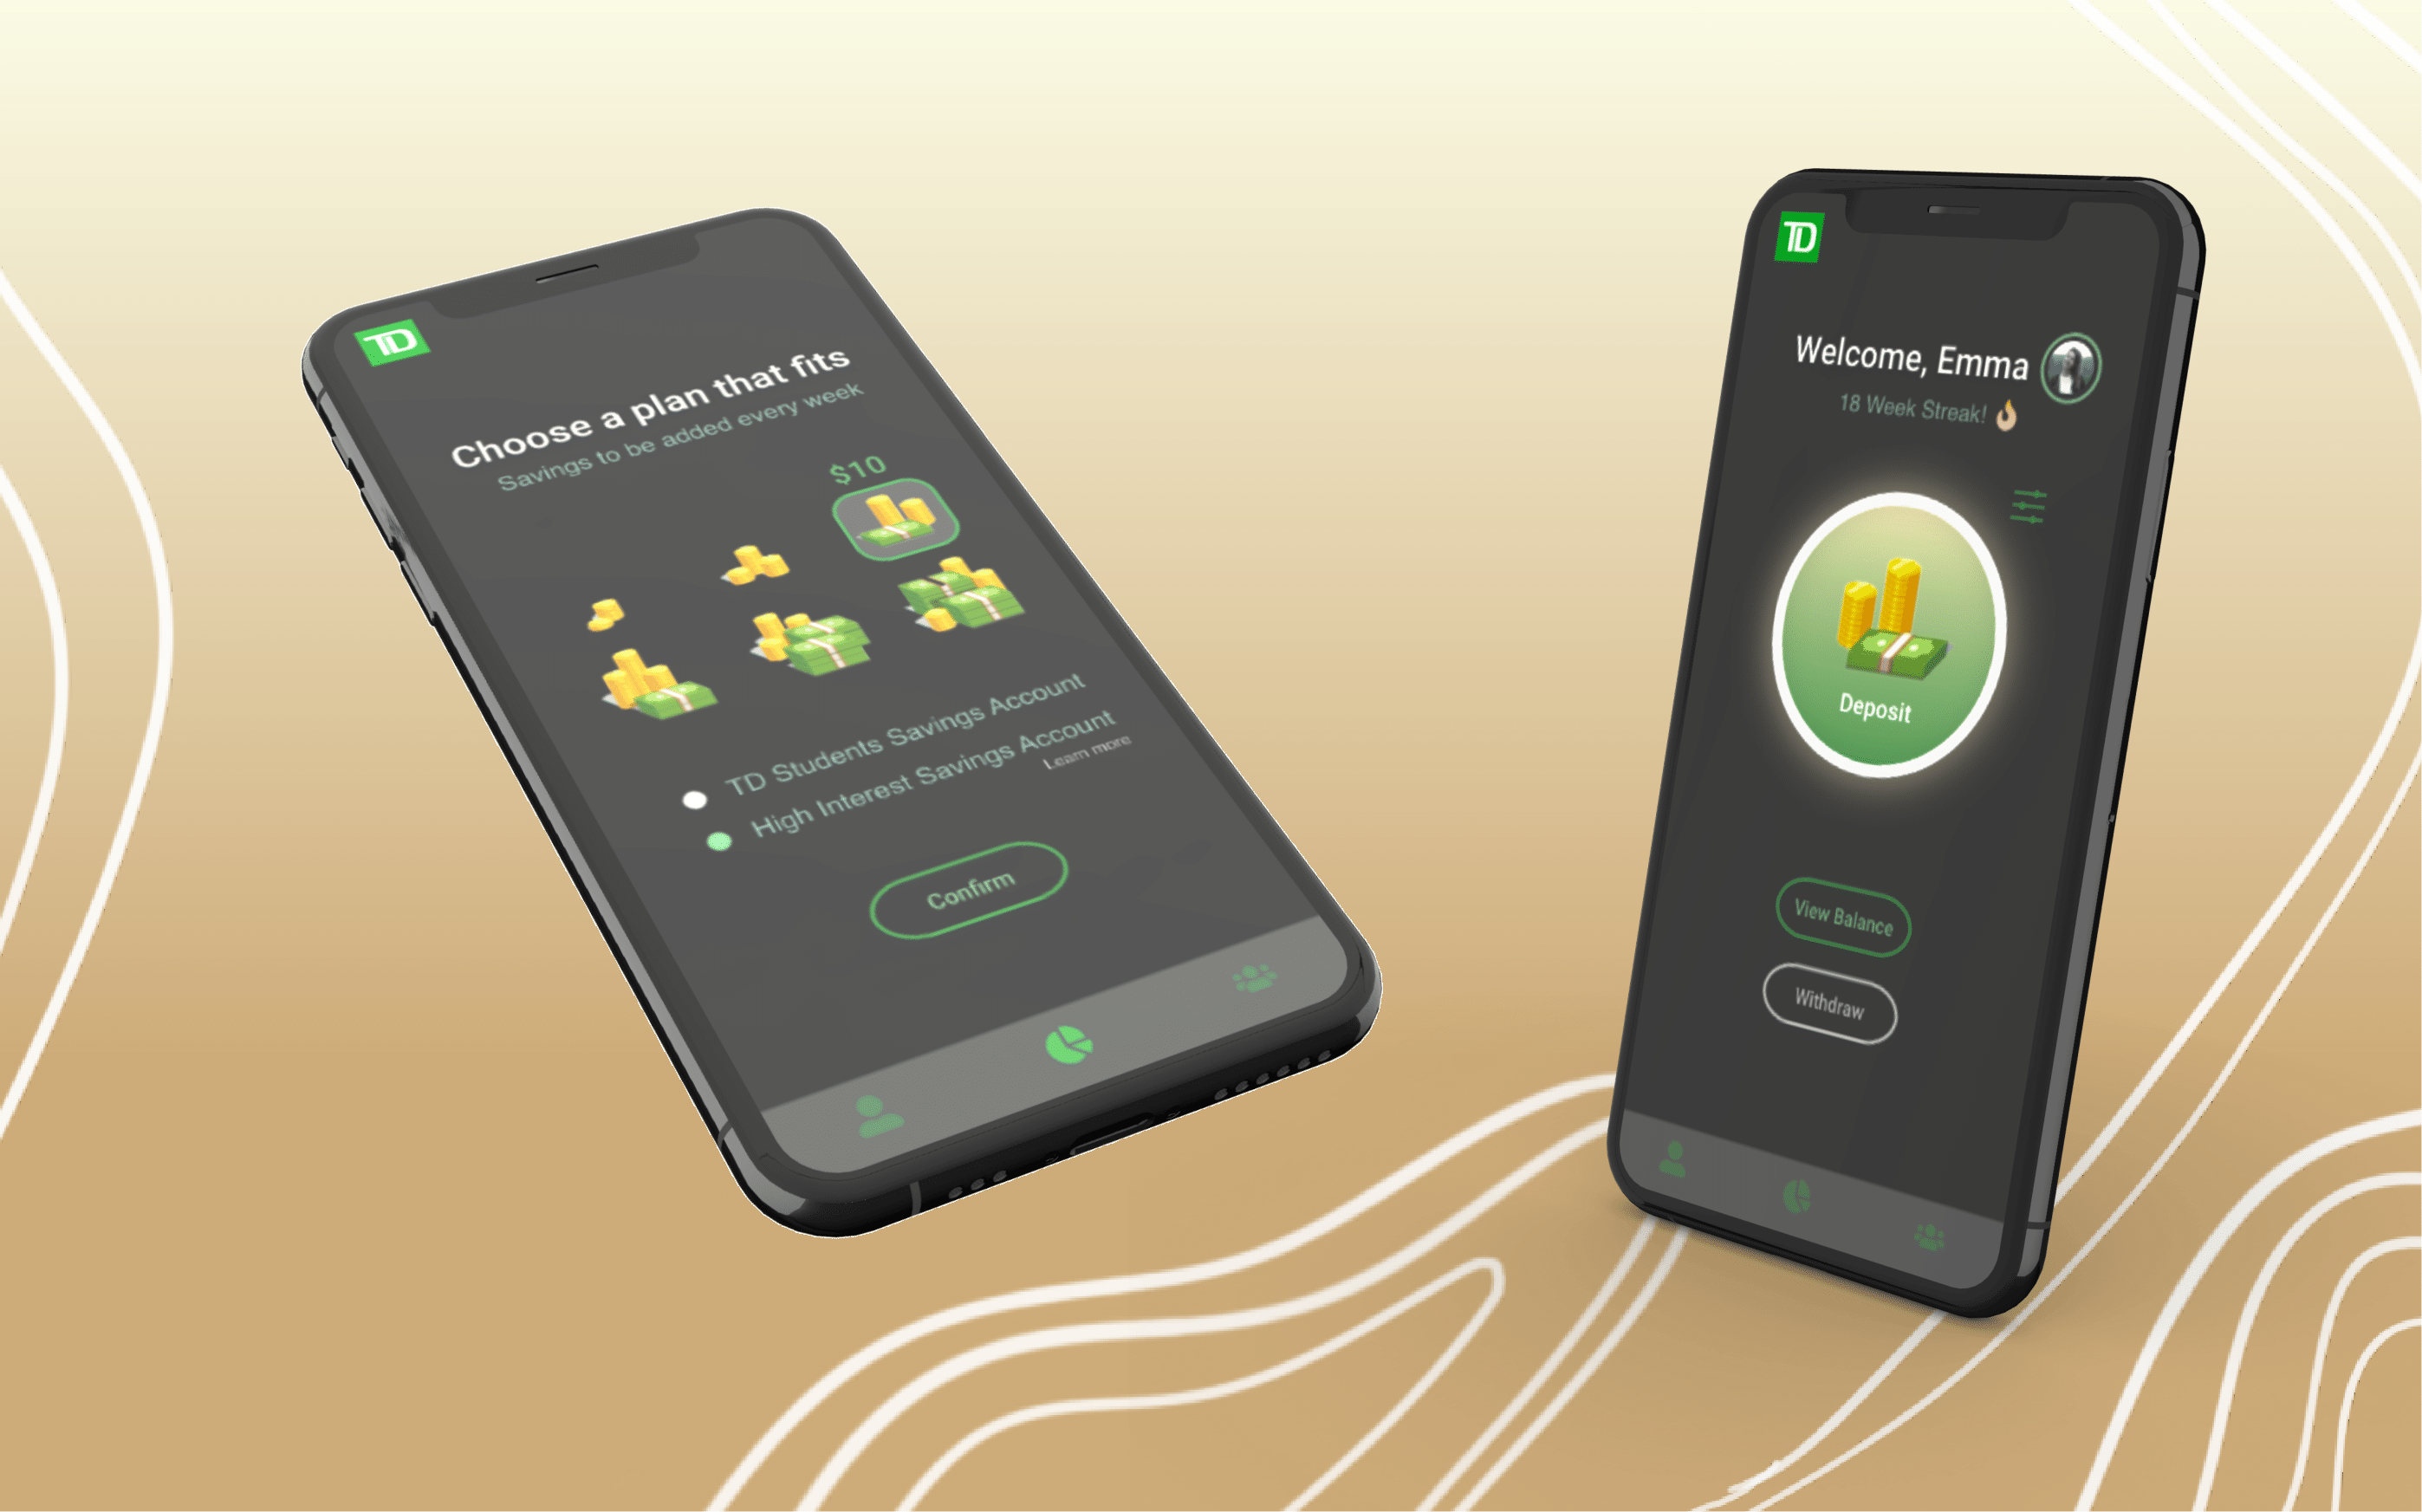 TD
Choose a plan that fits
Savings to be added every week
$10
TD Students Savings Account
High Interest Savings Account
Learn more
Confirm
TD
Welcome, Emma
18 Week Streak!
Deposit
View Balance
Withdraw